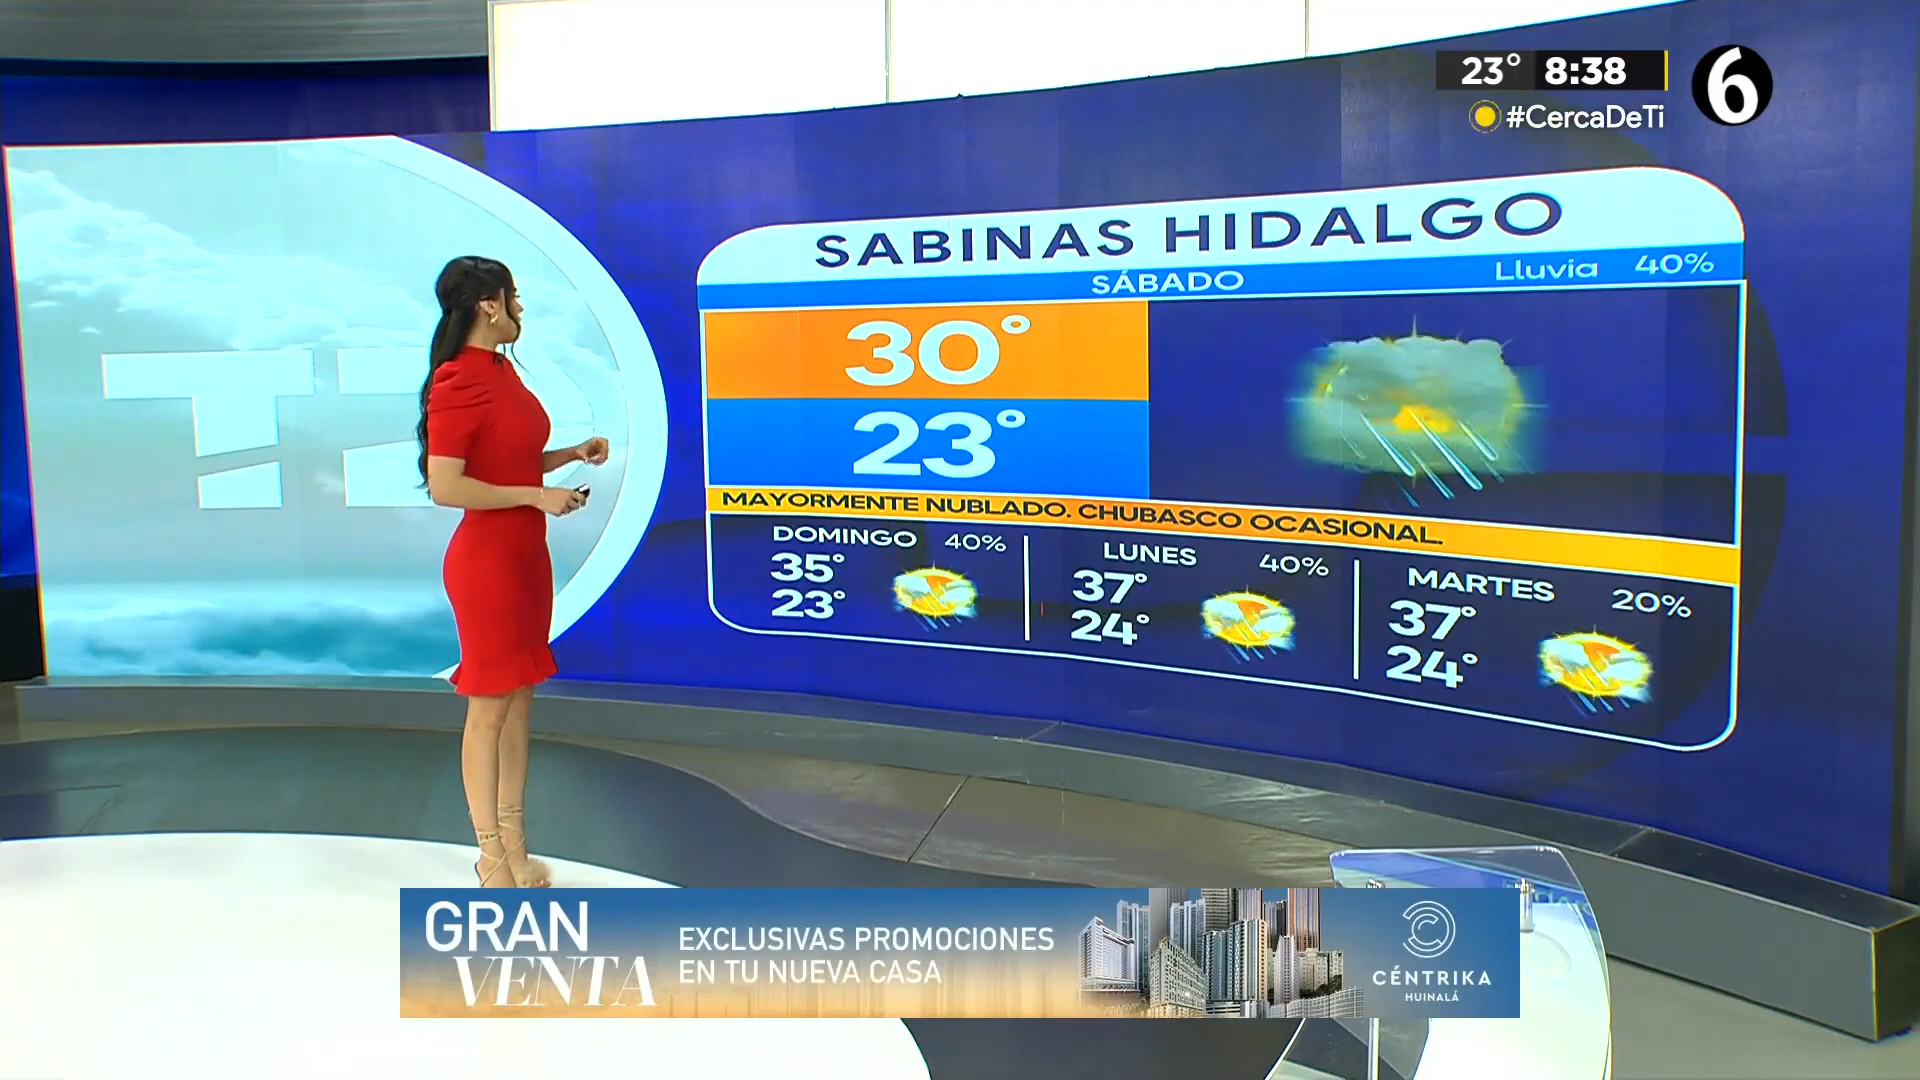 23° 8:38
6
#CercaDeTi
SABINAS HIDALGO
SÁBADO
Lluvia 40%
30°
23°
MAYORMENTE NUBLADO. CHUBASCO OCASIONAL.
DOMINGO 40%
35°
23°
LUNES 40%
37°
24°
MARTES 20%
37°
24°
GRAN
VENTA
EXCLUSIVAS PROMOCIONES
EN TU NUEVA CASA
CÉNTRIKA
HUINALÁ